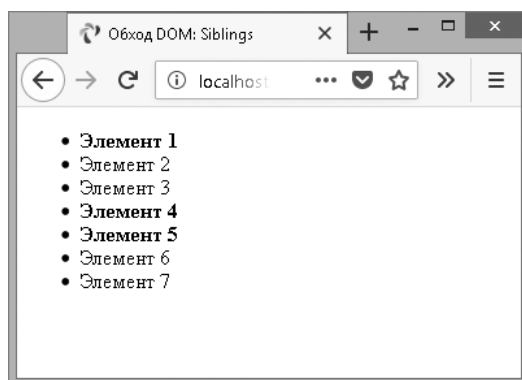 Обход DOM: Siblings
localhost
Элемент 1
Элемент 2
Элемент 3
Элемент 4
Элемент 5
Элемент 6
Элемент 7